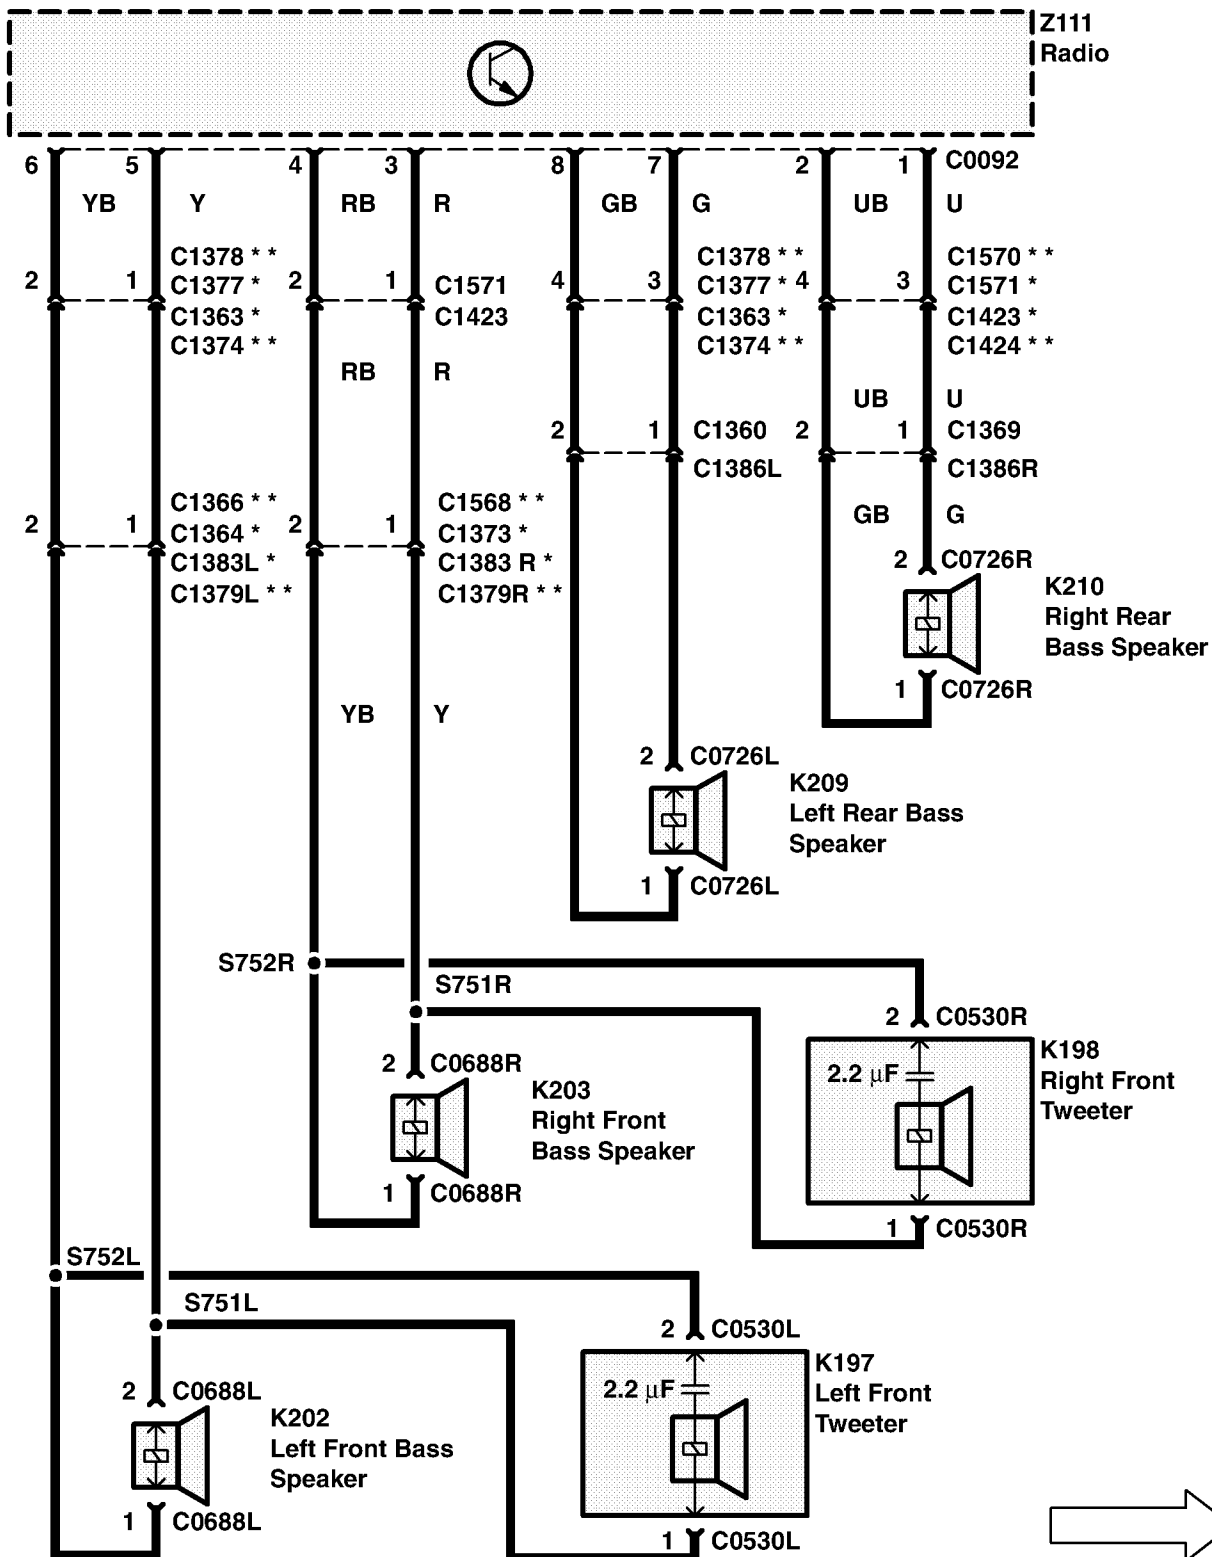 Z111
Radio
6 5 4 3 8 7 2 1 C0092
YB Y RB R GB G UB U
C1378 * * C1378 * * C1570 * *
2 1 C1377 * 2 1 C1571 4 3 C1377 * 4 3 C1571 *
C1363 * C1423 C1363 * C1423 *
C1374 * * C1374 * * C1424 * *
RB R
UB U
2 1 C1360 2 1 C1369
C1386L C1386R
C1366 * * C1568 * * GB G
2 1 C1364 * 2 1 C1373 *
C1383L * C1383 R * 2 C0726R
C1379L * * C1379R * * K210
Right Rear
Bass Speaker
1 C0726R
YB Y
2 C0726L
K209
Left Rear Bass
Speaker
1 C0726L
S752R
S751R
2 C0530R
2 C0688R K198
2.2 µF Right Front
K203 Tweeter
Right Front
Bass Speaker
1 C0688R
1 C0530R
S752L
S751L
2 C0530L
K197
2 C0688L 2.2 µF Left Front
K202 Tweeter
Left Front Bass
Speaker
1 C0688L
1 C0530L